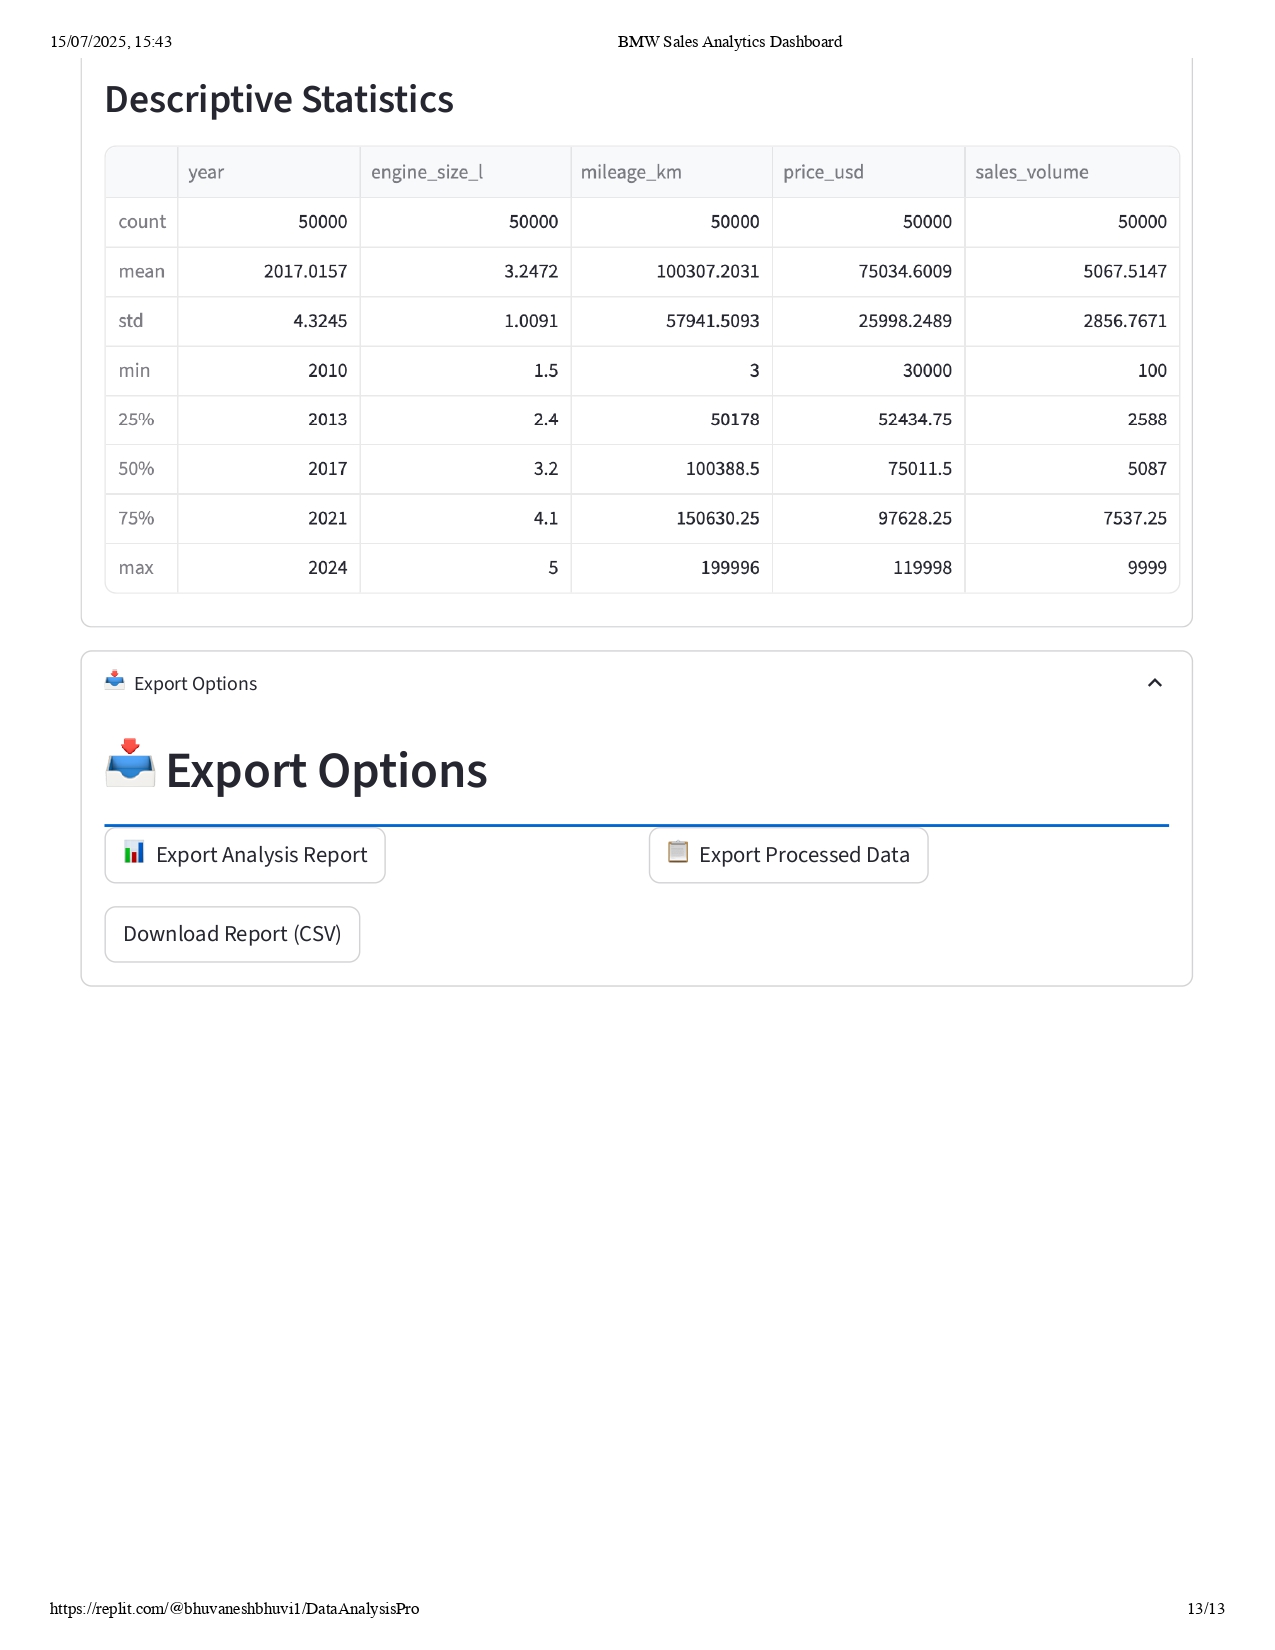 15/07/2025, 15:43 BMW Sales Analytics Dashboard
Descriptive Statistics
year engine_size_l mileage_km price_usd sales_volume
count 50000 50000 50000 50000 50000
mean 2017.0157 3.2472 100307.2031 75034.6009 5067.5147
std 4.3245 1.0091 57941.5093 25998.2489 2856.7671
min 2010 1.5 3 30000 100
25% 2013 2.4 50178 52434.75 2588
50% 2017 3.2 100388.5 75011.5 5087
75% 2021 4.1 150630.25 97628.25 7537.25
max 2024 5 199996 119998 9999
Export Options
Export Options
Export Analysis Report Export Processed Data
Download Report (CSV)
https://replit.com/@bhuvaneshbhuvi1/DataAnalysisPro 13/13